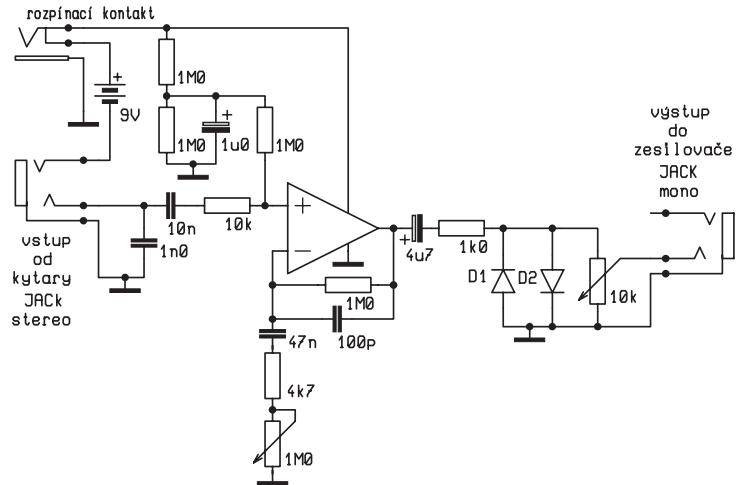 rozpínací kontakt
+
9V
1M0
1M0
+
1u0
1M0
výstup
do
zesilovače
JACK
mono
10n
10k
1n0
vstup
od
kytary
JACk
stereo
+
−
+
4u7
1k0
1M0
100p
D1
D2
10k
47n
4k7
1M0